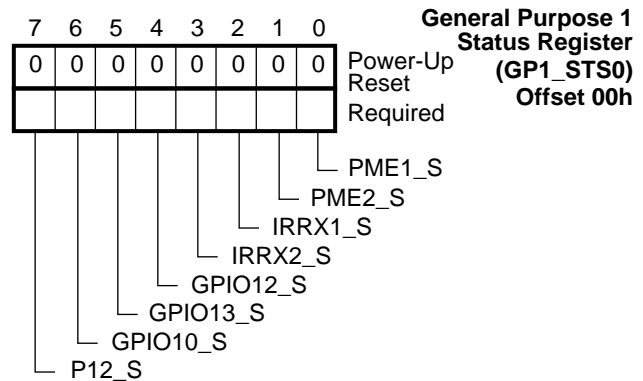 General Purpose 1
Status Register
(GP1_STS0)
Offset 00h
7 6 5 4 3 2 1 0
0 0 0 0 0 0 0 0 Power-Up
Reset
Required
PME1_S
PME2_S
IRRX1_S
IRRX2_S
GPIO12_S
GPIO13_S
GPIO10_S
P12_S